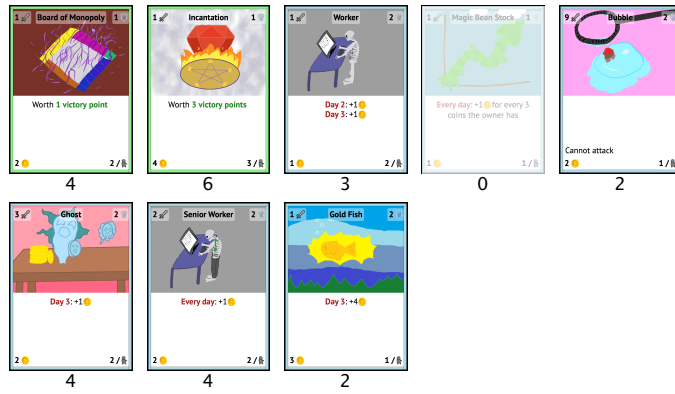 1 Board of Monopoly 1
Worth 1 victory point
2 2 /
4
1 Incantation 1
Worth 3 victory points
4 3 /
6
1 Worker 2
Day 2: +1
Day 3: +1
1 2 /
3
1 Magic Bean Stock 1
Every day: +1 for every 3
coins the owner has
1 1 /
0
9 Bubble 2
Cannot attack
2 1 /
2
3 Ghost 2
Day 3: +1
2 2 /
4
2 Senior Worker 2
Every day: +1
2 2 /
4
1 Gold Fish 2
Day 3: +4
3 1 /
2